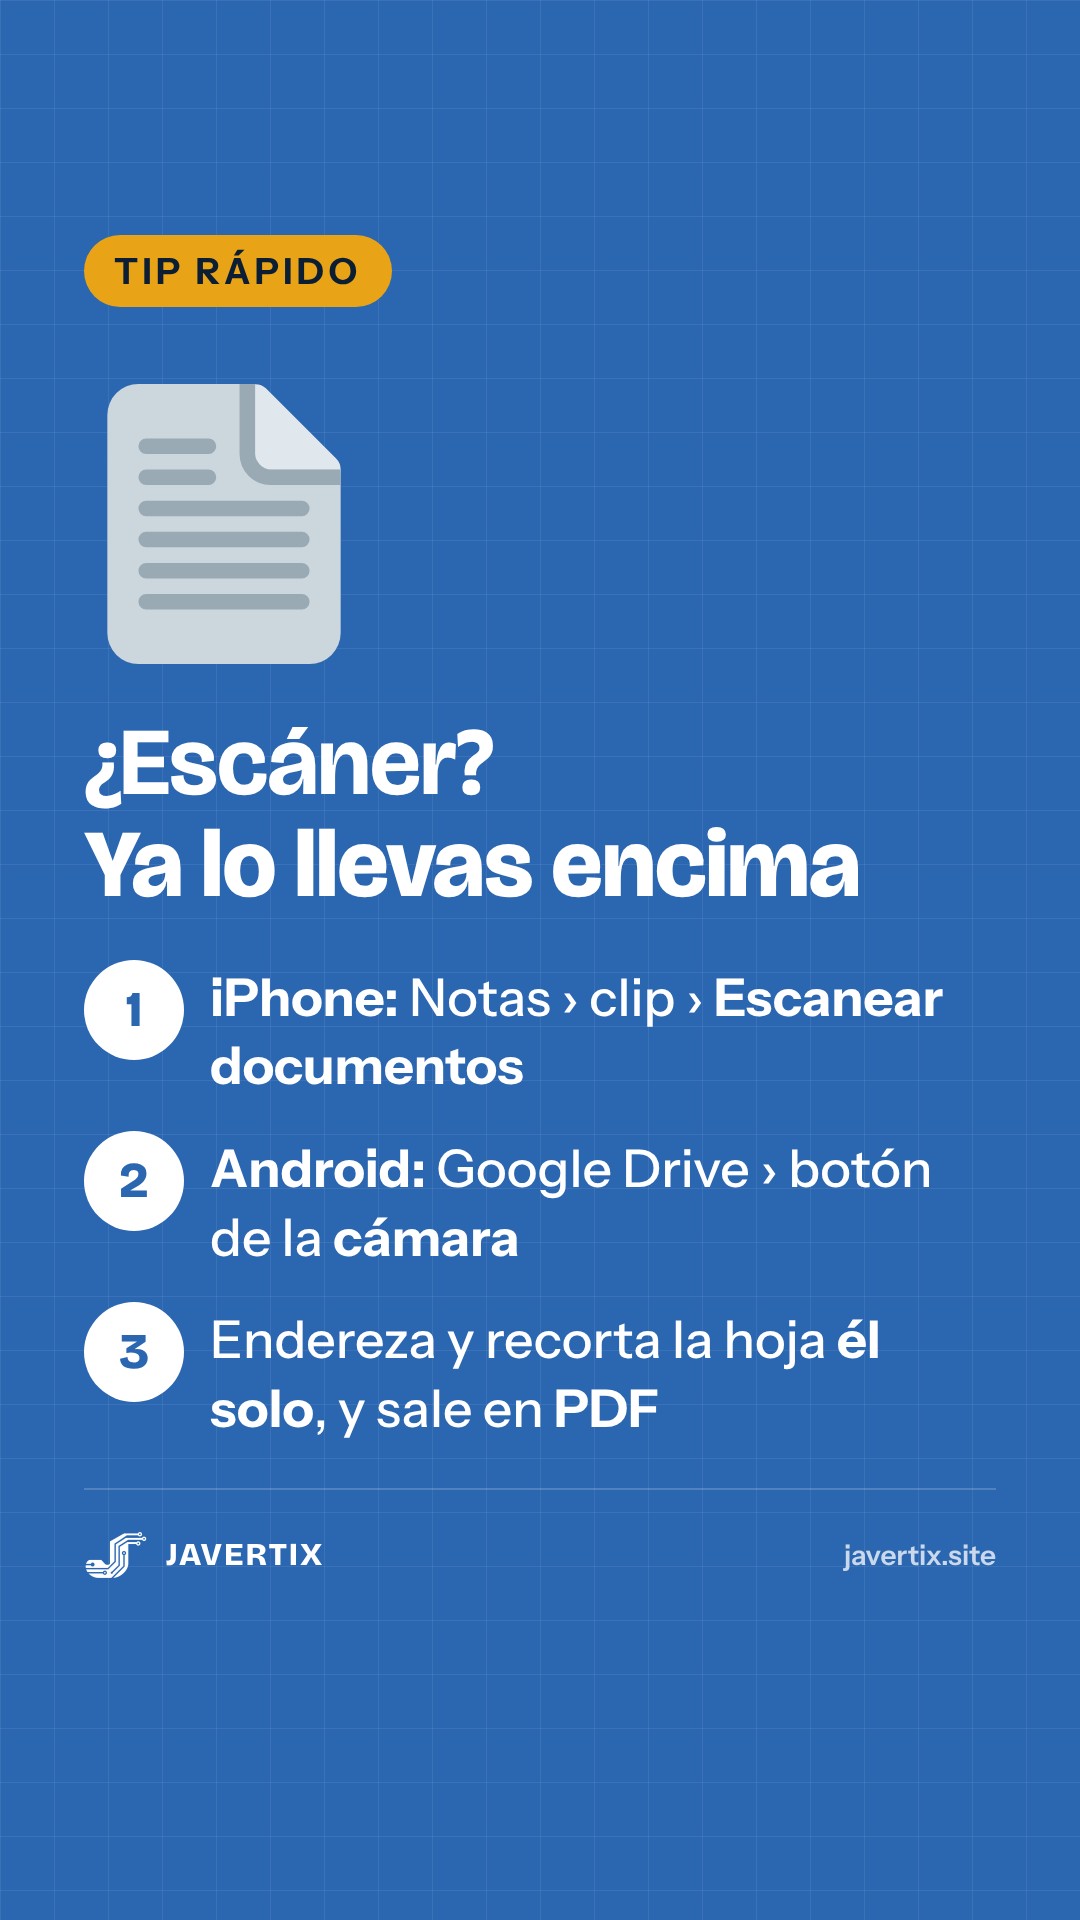 TIP RÁPIDO
¿Escáner?
Ya lo llevas encima
1
iPhone: Notas › clip › Escanear
documentos
2
Android: Google Drive › botón
de la cámara
3
Endereza y recorta la hoja él
solo, y sale en PDF
JAVERTIX
javertix.site